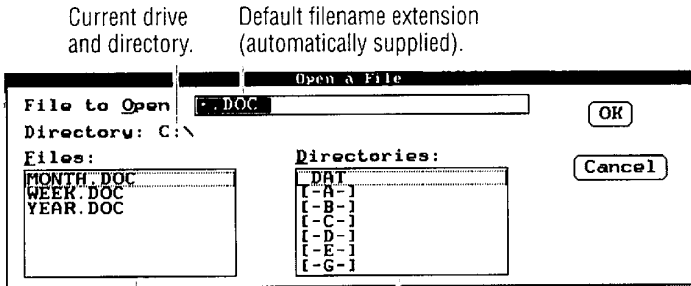 Current drive
and directory.
Default filename extension
(automatically supplied).
Open a File
File to Open *.DOC
OK
Directory: C:\
Files:
MONTH.DOC
WEEK.DOC
YEAR.DOC
Directories:
_DAT
[-A-]
[-B-]
[-C-]
[-D-]
[-E-]
[-G-]
Cancel